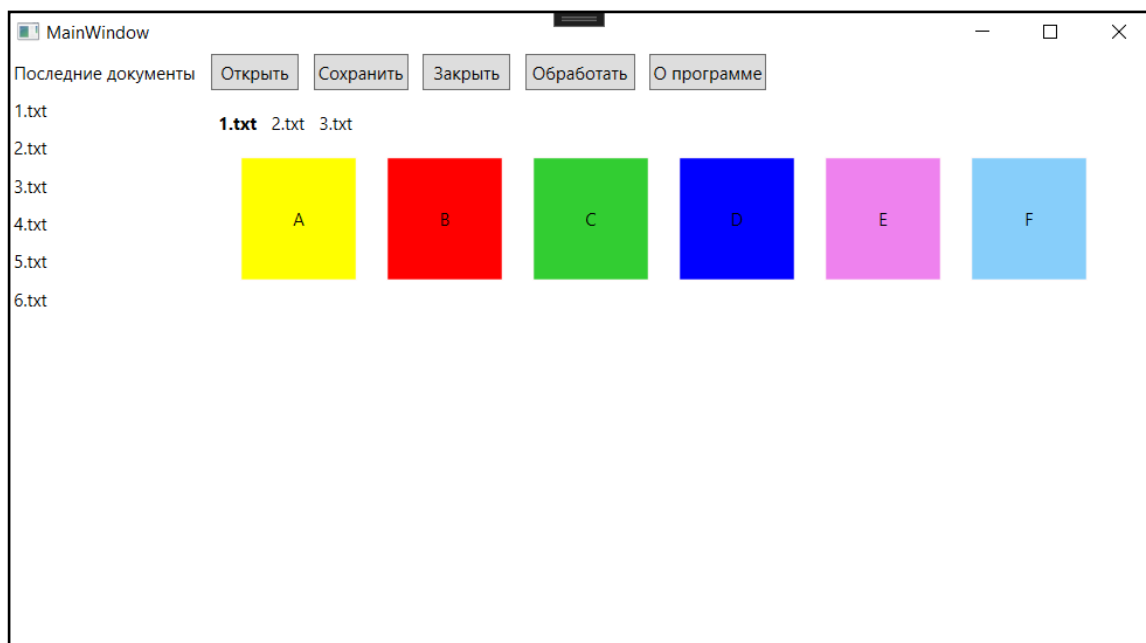 MainWindow
Последние документы
Открыть Сохранить Закрыть Обработать О программе
1.txt
2.txt
3.txt
4.txt
5.txt
6.txt
1.txt 2.txt 3.txt
A B C D E F